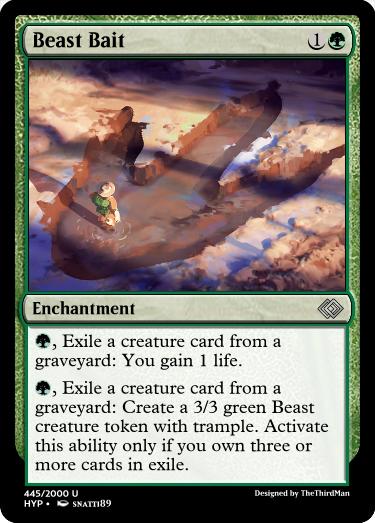 Beast Bait 1
Enchantment
, Exile a creature card from a
graveyard: You gain 1 life.
, Exile a creature card from a
graveyard: Create a 3/3 green Beast
creature token with trample. Activate
this ability only if you own three or
more cards in exile.
445/2000 U
HYP • SNATTI89
Designed by TheThirdMan